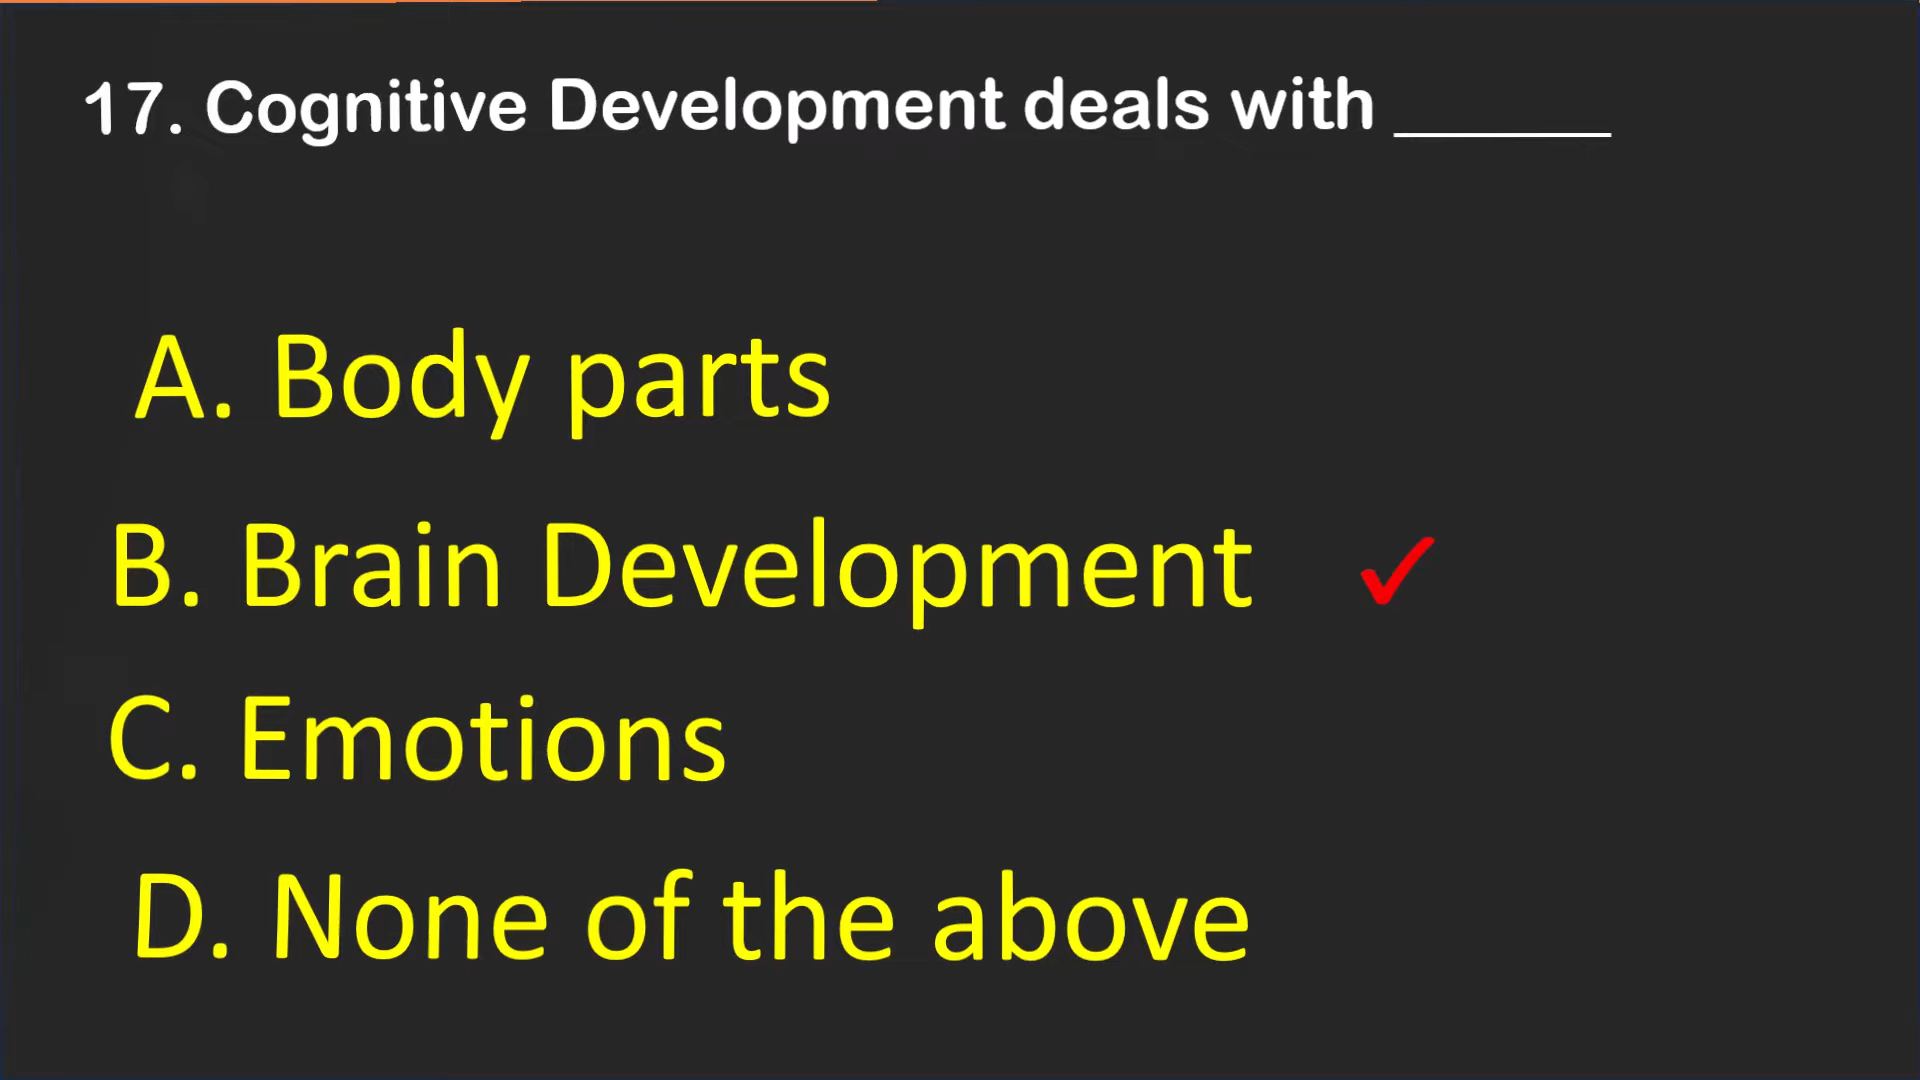 17. Cognitive Development deals with ______
A. Body parts
B. Brain Development ✓
C. Emotions
D. None of the above